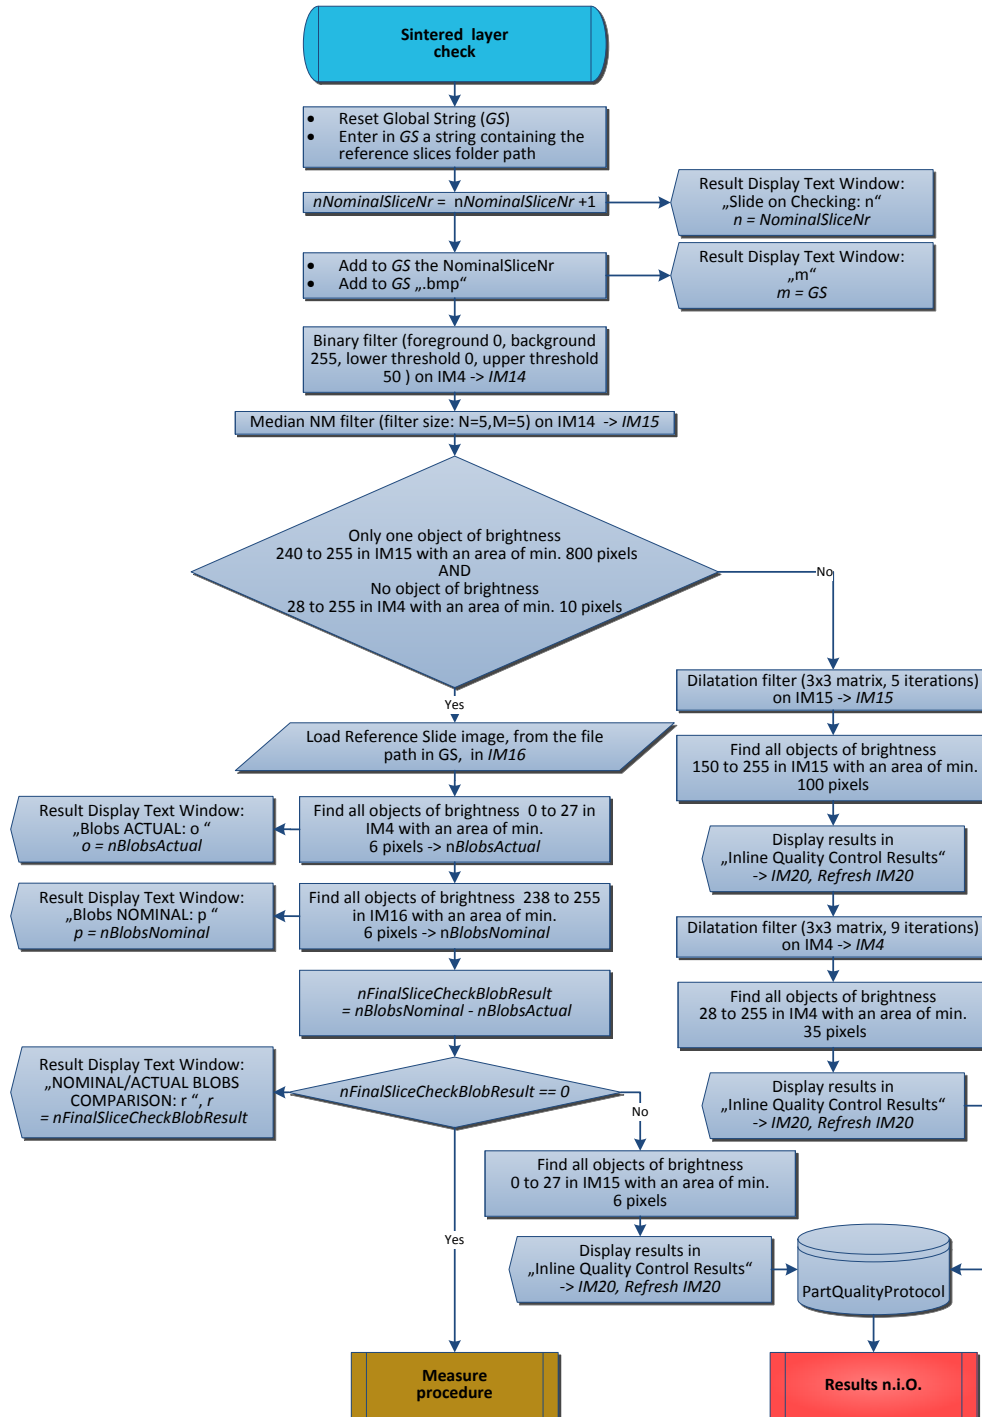 Sintered layer
check
• Reset Global String (GS)
• Enter in GS a string containing the
reference slices folder path
nNominalSliceNr = nNominalSliceNr +1
Result Display Text Window:
„Slide on Checking: n“
n = NominalSliceNr
• Add to GS the NominalSliceNr
• Add to GS „.bmp“
Result Display Text Window:
„m“
m = GS
Binary filter (foreground 0, background
255, lower threshold 0, upper threshold
50 ) on IM4 -> IM14
Median NM filter (filter size: N=5,M=5) on IM14 -> IM15
Only one object of brightness
240 to 255 in IM15 with an area of min. 800 pixels
AND
No object of brightness
28 to 255 in IM4 with an area of min. 10 pixels
No
Yes
Dilatation filter (3x3 matrix, 5 iterations)
on IM15 -> IM15
Load Reference Slide image, from the file
path in GS, in IM16
Find all objects of brightness
150 to 255 in IM15 with an area of min.
100 pixels
Result Display Text Window:
„Blobs ACTUAL: o “
o = nBlobsActual
Find all objects of brightness 0 to 27 in
IM4 with an area of min.
6 pixels -> nBlobsActual
Display results in
„Inline Quality Control Results“
-> IM20, Refresh IM20
Result Display Text Window:
„Blobs NOMINAL: p “
p = nBlobsNominal
Find all objects of brightness 238 to 255
in IM16 with an area of min.
6 pixels -> nBlobsNominal
Dilatation filter (3x3 matrix, 9 iterations)
on IM4 -> IM4
nFinalSliceCheckBlobResult
= nBlobsNominal - nBlobsActual
Find all objects of brightness
28 to 255 in IM4 with an area of min.
35 pixels
Result Display Text Window:
„NOMINAL/ACTUAL BLOBS
COMPARISON: r “, r
= nFinalSliceCheckBlobResult
nFinalSliceCheckBlobResult == 0
Display results in
„Inline Quality Control Results“
-> IM20, Refresh IM20
No
Find all objects of brightness
0 to 27 in IM15 with an area of min.
6 pixels
Yes
Display results in
„Inline Quality Control Results“
-> IM20, Refresh IM20
PartQualityProtocol
Measure
procedure
Results n.i.O.